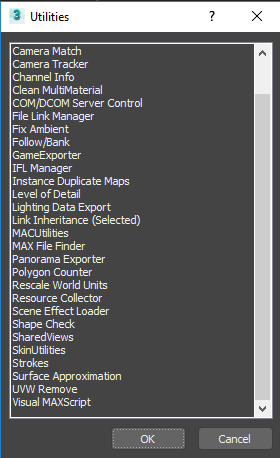 Utilities
Camera Match
Camera Tracker
Channel Info
Clean MultiMaterial
COM/DCOM Server Control
File Link Manager
Fix Ambient
Follow/Bank
GameExporter
IFL Manager
Instance Duplicate Maps
Level of Detail
Lighting Data Export
Link Inheritance (Selected)
MACUtilities
MAX File Finder
Panorama Exporter
Polygon Counter
Rescale World Units
Resource Collector
Scene Effect Loader
Shape Check
SharedViews
SkinUtilities
Strokes
Surface Approximation
UVW Remove
Visual MAXScript
OK Cancel